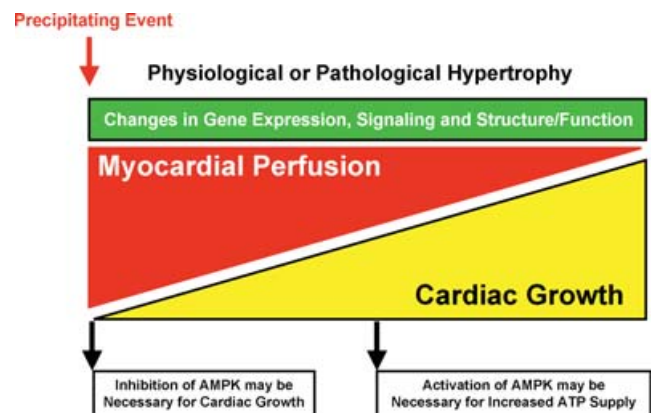 Precipitating Event
Physiological or Pathological Hypertrophy
Changes in Gene Expression, Signaling and Structure/Function
Myocardial Perfusion
Cardiac Growth
Inhibition of AMPK may be
Necessary for Cardiac Growth
Activation of AMPK may be
Necessary for Increased ATP Supply